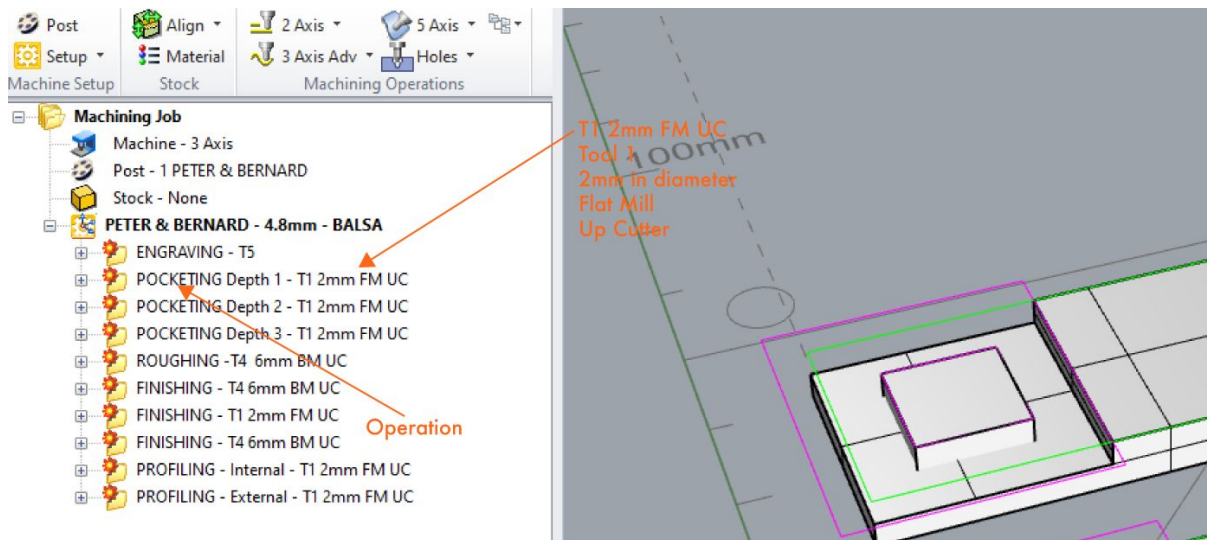 Post
Align
2 Axis
5 Axis
Setup
Material
3 Axis Adv
Holes
Machine Setup
Stock
Machining Operations
Machining Job
Machine - 3 Axis
Post - 1 PETER & BERNARD
Stock - None
PETER & BERNARD - 4.8mm - BALSA
ENGRAVING - T5
POCKETING Depth 1 - T1 2mm FM UC
POCKETING Depth 2 - T1 2mm FM UC
POCKETING Depth 3 - T1 2mm FM UC
ROUGHING -T4  6mm BM UC
FINISHING - T4 6mm BM UC
FINISHING - T1 2mm FM UC
FINISHING - T4 6mm BM UC
PROFILING - Internal - T1 2mm FM UC
PROFILING - External - T1 2mm FM UC
Operation
T1 2mm FM UC
Tool 1
2mm in diameter
Flat Mill
Up Cutter
100mm